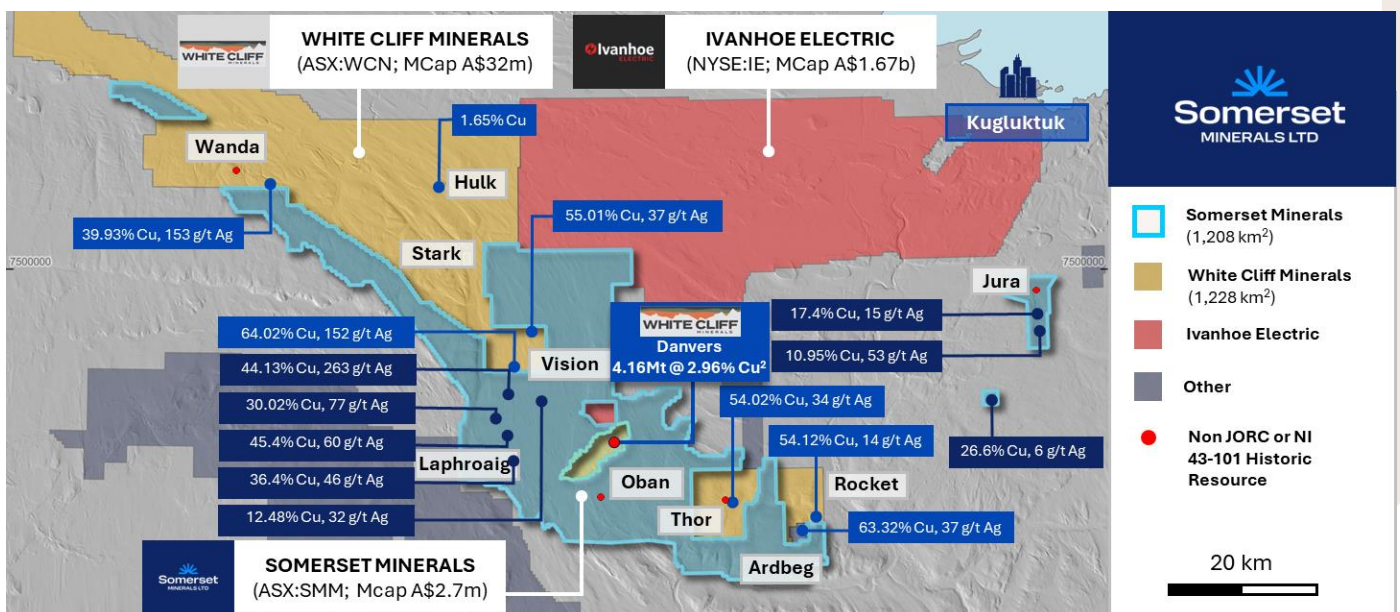 WHITE CLIFF
MINERALS
WHITE CLIFF MINERALS
(ASX:WCN; MCap A$32m)
Ivanhoe
ELECTRIC
IVANHOE ELECTRIC
(NYSE:IE; MCap A$1.67b)
Kugluktuk
Wanda
1.65% Cu
Hulk
39.93% Cu, 153 g/t Ag
55.01% Cu, 37 g/t Ag
Stark
7500000
7500000
Jura
17.4% Cu, 15 g/t Ag
10.95% Cu, 53 g/t Ag
WHITE CLIFF
MINERALS
Danvers
4.16Mt @ 2.96% Cu²
64.02% Cu, 152 g/t Ag
44.13% Cu, 263 g/t Ag
30.02% Cu, 77 g/t Ag
45.4% Cu, 60 g/t Ag
36.4% Cu, 46 g/t Ag
12.48% Cu, 32 g/t Ag
Vision
Laphroaig
54.02% Cu, 34 g/t Ag
54.12% Cu, 14 g/t Ag
26.6% Cu, 6 g/t Ag
Oban
Thor
Rocket
63.32% Cu, 37 g/t Ag
Ardbeg
Somerset
MINERALS LTD
SOMERSET MINERALS
(ASX:SMM; Mcap A$2.7m)
Somerset
MINERALS LTD
Somerset Minerals
(1,208 km²)
White Cliff Minerals
(1,228 km²)
Ivanhoe Electric
Other
Non JORC or NI
43-101 Historic
Resource
20 km